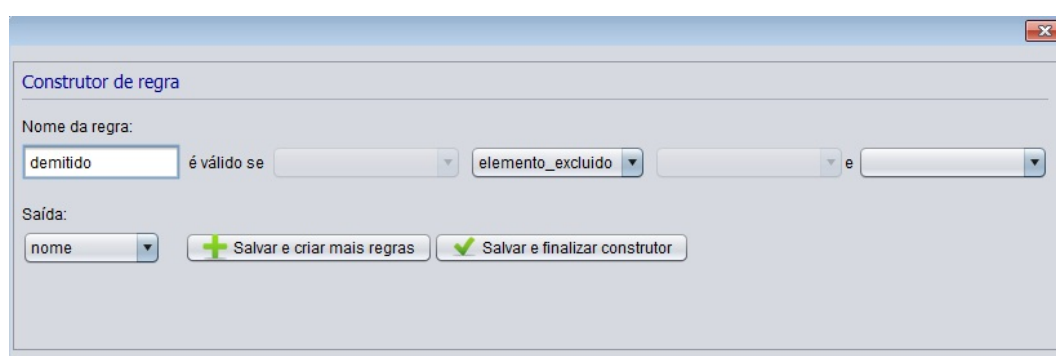 Construtor de regra
Nome da regra:
demitido é válido se elemento_excluido e
Saída:
nome Salvar e criar mais regras Salvar e finalizar construtor